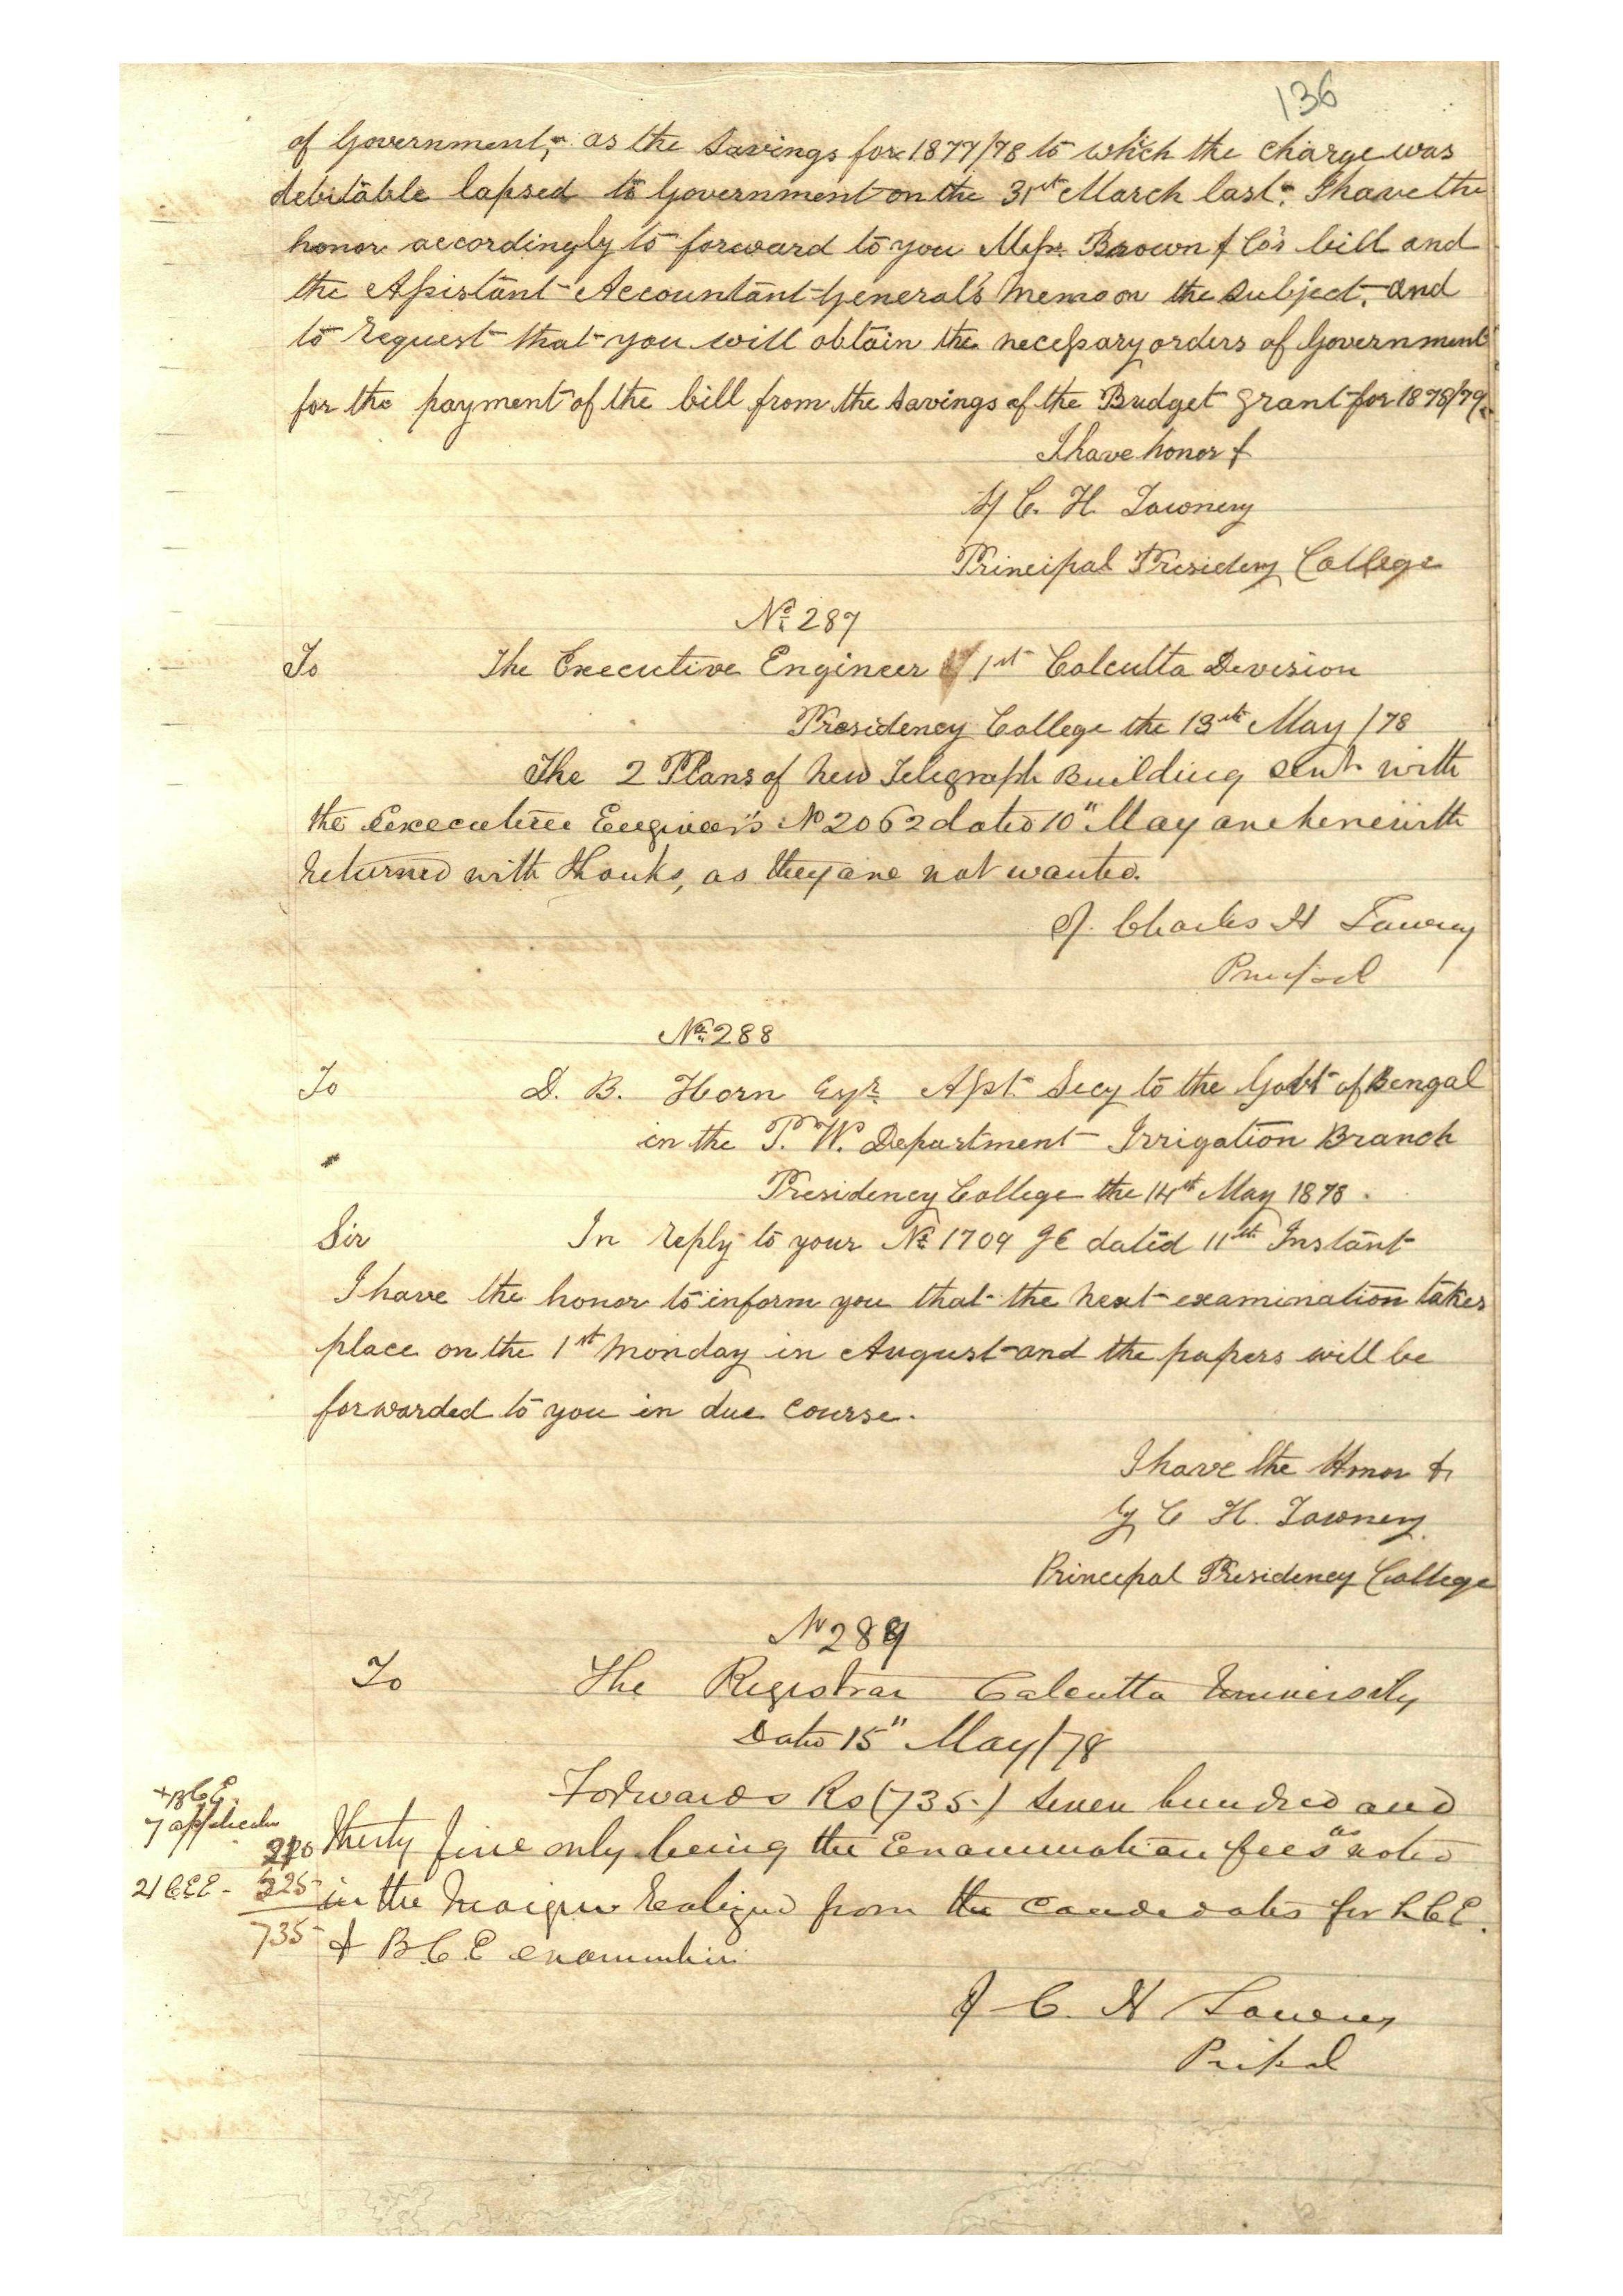 136
of Government, as the Savings for 1877/78 to which the charge was
debitable lapsed to Government on the 31st March last. I have the
honor accordingly to forward to you Messrs. Brown & Co's bill and
the Assistant Accountant General's Memo on the Subject, and
to request that you will obtain the necessary orders of Government
for the payment of the bill from the Savings of the Budget grant for 1878/79.
I have honor &
C. H. Tawney
Principal Presidency College
No. 287
To The Executive Engineer 1st Calcutta Division
Presidency College the 13th May /78
The 2 Plans of New Telegraph Building sent with
the Executive Engineer's No 2062 dated 10" May are herewith
returned with thanks, as they are not wanted.
Charles H Tawney
Principal
No. 288
To D. B. Horn Esqr. Asst. Secy to the Govt of Bengal
in the P. W. Department Irrigation Branch
Presidency College the 14th May 1878.
Sir In reply to your No. 1709 dated 11th Instant
I have the honor to inform you that the next examination takes
place on the 1st Monday in August and the papers will be
forwarded to you in due course.
I have the Honor &
C H. Tawney
Principal Presidency College
No 289
To The Registrar Calcutta University
Dated 15" May/78
Forwards Rs (735-) Seven hundred and
BCE
7
210 thirty five only being the Examination fees as noted
21 525 in the Margin Realized from the Candidates for LCE
735 & B C E
C. H Tawney